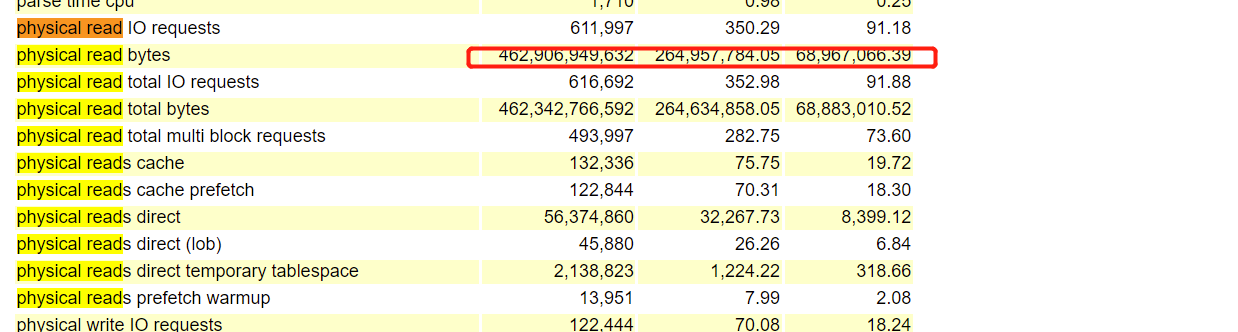 parse time cpu 1,710 0.98 0.25
physical read IO requests 611,997 350.29 91.18
physical read bytes 462,906,949,632 264,957,784.05 68,967,066.39
physical read total IO requests 616,692 352.98 91.88
physical read total bytes 462,342,766,592 264,634,858.05 68,883,010.52
physical read total multi block requests 493,997 282.75 73.60
physical reads cache 132,336 75.75 19.72
physical reads cache prefetch 122,844 70.31 18.30
physical reads direct 56,374,860 32,267.73 8,399.12
physical reads direct (lob) 45,880 26.26 6.84
physical reads direct temporary tablespace 2,138,823 1,224.22 318.66
physical reads prefetch warmup 13,951 7.99 2.08
physical write IO requests 122,444 70.08 18.24